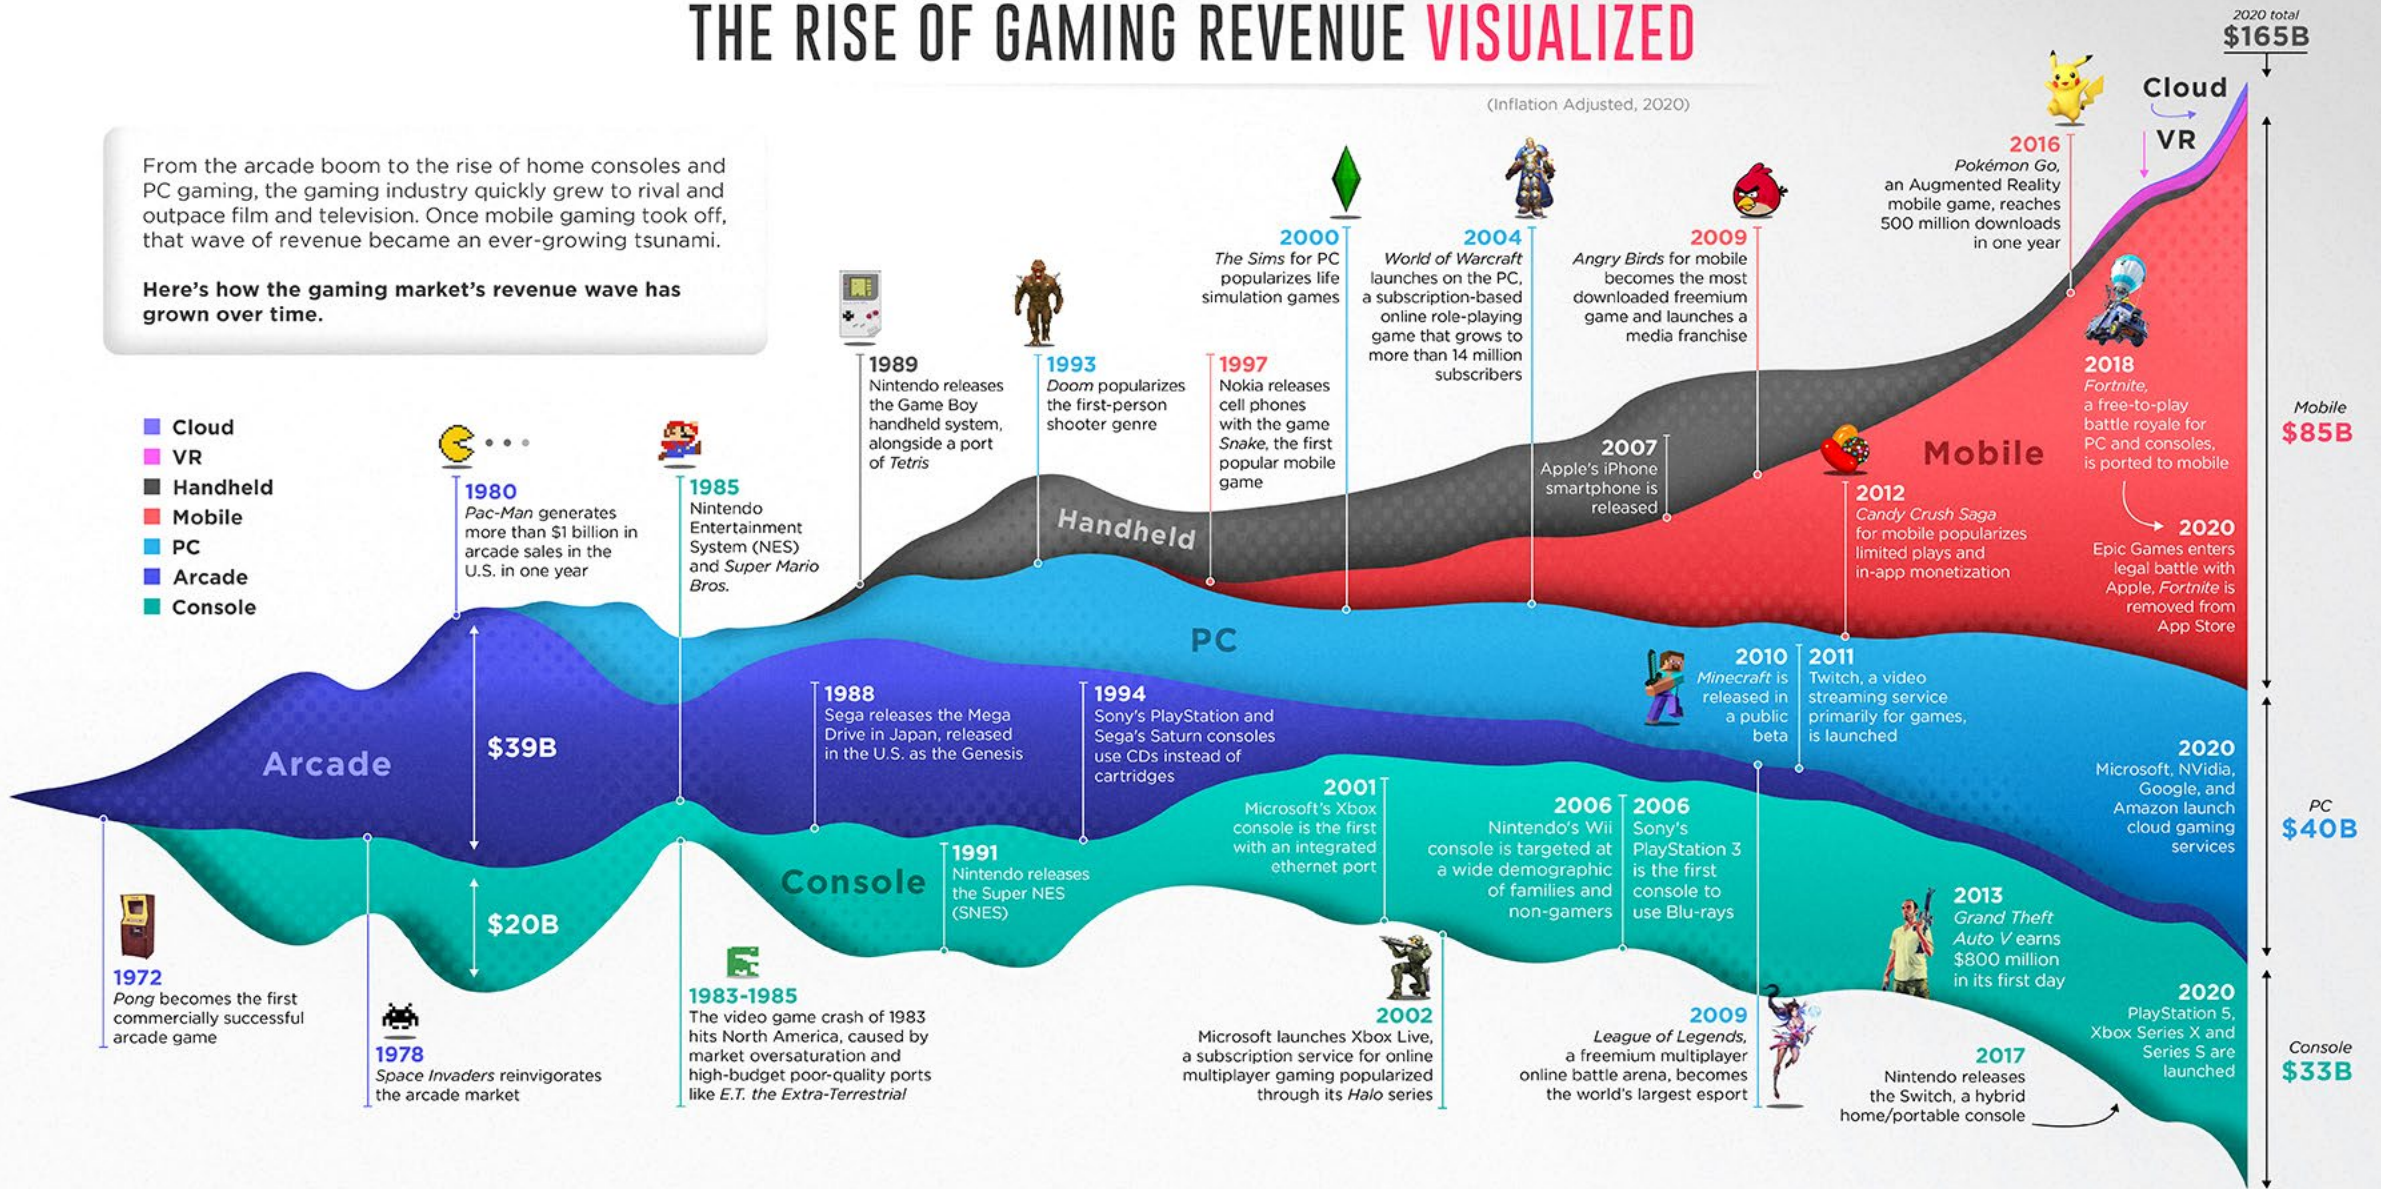 THE RISE OF GAMING REVENUE VISUALIZED
(Inflation Adjusted, 2020)
From the arcade boom to the rise of home consoles and
PC gaming, the gaming industry quickly grew to rival and
outpace film and television. Once mobile gaming took off,
that wave of revenue became an ever-growing tsunami.
Here's how the gaming market's revenue wave has
grown over time.
Cloud
VR
Handheld
Mobile
PC
Arcade
Console
1980
Pac-Man generates
more than $1 billion in
arcade sales in the
U.S. in one year
1985
Nintendo
Entertainment
System (NES)
and Super Mario
Bros.
1989
Nintendo releases
the Game Boy
handheld system,
alongside a port
of Tetris
1993
Doom popularizes
the first-person
shooter genre
1997
Nokia releases
cell phones
with the game
Snake, the first
popular mobile
game
2000
The Sims for PC
popularizes life
simulation games
2004
World of Warcraft
launches on the PC,
a subscription-based
online role-playing
game that grows to
more than 14 million
subscribers
2009
Angry Birds for mobile
becomes the most
downloaded freemium
game and launches a
media franchise
2016
Pokémon Go,
an Augmented Reality
mobile game, reaches
500 million downloads
in one year
Cloud
VR
2020 total
$165B
2007
Apple's iPhone
smartphone is
released
Handheld
Mobile
2012
Candy Crush Saga
for mobile popularizes
limited plays and
in-app monetization
2018
Fortnite,
a free-to-play
battle royale for
PC and consoles,
is ported to mobile
2020
Epic Games enters
legal battle with
Apple, Fortnite is
removed from
App Store
Mobile
$85B
PC
2010
Minecraft is
released in
a public
beta
2011
Twitch, a video
streaming service
primarily for games,
is launched
2020
Microsoft, NVidia,
Google, and
Amazon launch
cloud gaming
services
PC
$40B
Arcade
$39B
1988
Sega releases the Mega
Drive in Japan, released
in the U.S. as the Genesis
1994
Sony's PlayStation and
Sega's Saturn consoles
use CDs instead of
cartridges
$20B
Console
1991
Nintendo releases
the Super NES
(SNES)
2001
Microsoft's Xbox
console is the first
with an integrated
ethernet port
2006
Nintendo's Wii
console is targeted at
a wide demographic
of families and
non-gamers
2006
Sony's
PlayStation 3
is the first
console to
use Blu-rays
2013
Grand Theft
Auto V earns
$800 million
in its first day
2020
PlayStation 5,
Xbox Series X and
Series S are
launched
Console
$33B
1972
Pong becomes the first
commercially successful
arcade game
1978
Space Invaders reinvigorates
the arcade market
1983-1985
The video game crash of 1983
hits North America, caused by
market oversaturation and
high-budget poor-quality ports
like E.T. the Extra-Terrestrial
2002
Microsoft launches Xbox Live,
a subscription service for online
multiplayer gaming popularized
through its Halo series
2009
League of Legends,
a freemium multiplayer
online battle arena, becomes
the world's largest esport
2017
Nintendo releases
the Switch, a hybrid
home/portable console